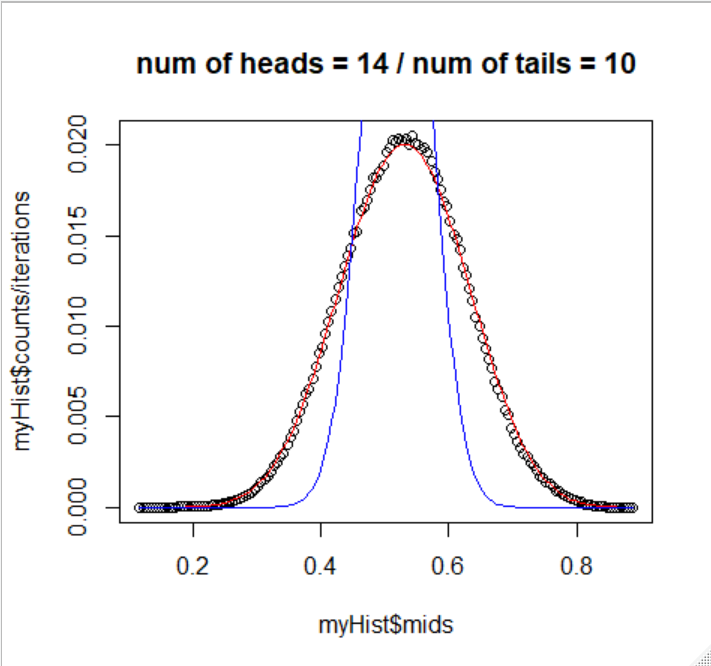 num of heads = 14 / num of tails = 10
myHist$counts/iterations
0.020
0.015
0.010
0.005
0.000
0.2 0.4 0.6 0.8
myHist$mids